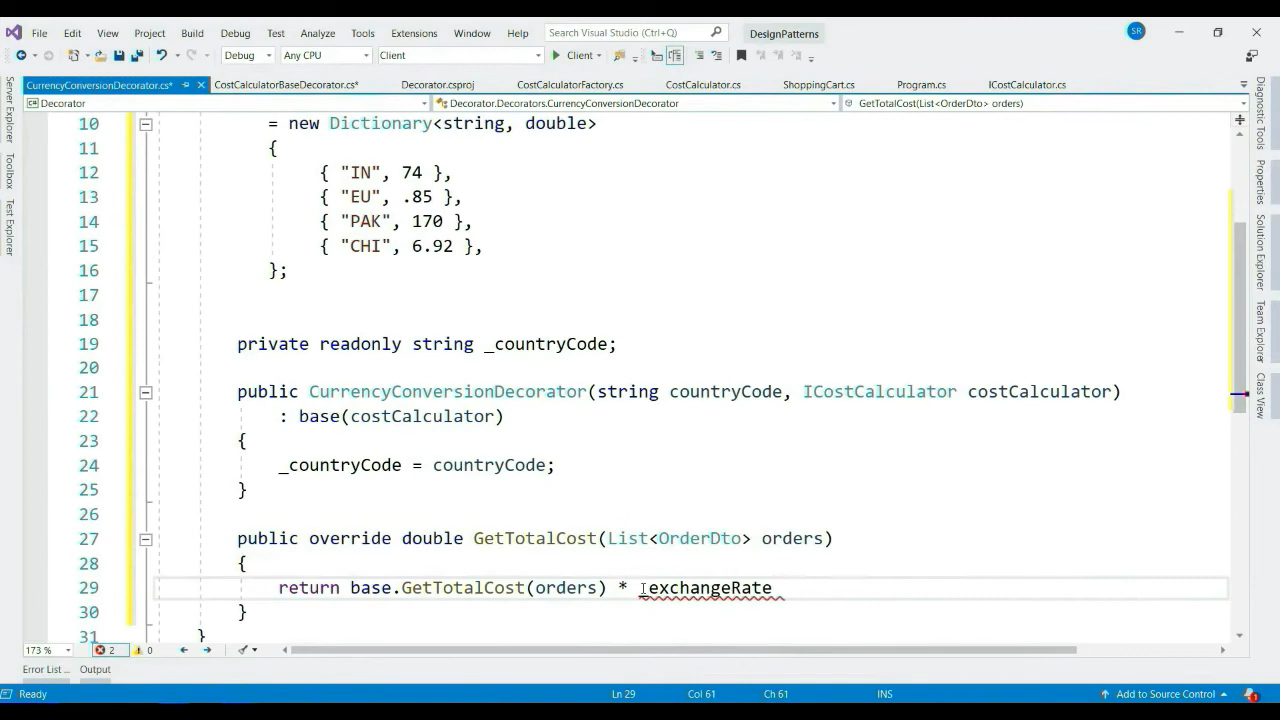 File Edit View Project Build Debug Test Analyze Tools Extensions Window Help Search Visual Studio (Ctrl+Q) DesignPatterns SR
Debug Any CPU Client Client
CurrencyConversionDecorator.cs* CostCalculatorBaseDecorator.cs* Decorator.csproj CostCalculatorFactory.cs CostCalculator.cs ShoppingCart.cs Program.cs ICostCalculator.cs
Decorator Decorator.Decorators.CurrencyConversionDecorator GetTotalCost(List<OrderDto> orders)
Server Explorer
Toolbox
Test Explorer
10 = new Dictionary<string, double>
11 {
12 { "IN", 74 },
13 { "EU", .85 },
14 { "PAK", 170 },
15 { "CHI", 6.92 },
16 };
17
18
19 private readonly string _countryCode;
20
21 public CurrencyConversionDecorator(string countryCode, ICostCalculator costCalculator)
22 : base(costCalculator)
23 {
24 _countryCode = countryCode;
25 }
26
27 public override double GetTotalCost(List<OrderDto> orders)
28 {
29 return base.GetTotalCost(orders) * _exchangeRate
30 }
31 }
Diagnostic Tools
Properties
Solution Explorer
Team Explorer
Class View
173 % 2 0
Error List ... Output
Ready Ln 29 Col 61 Ch 61 INS Add to Source Control 1